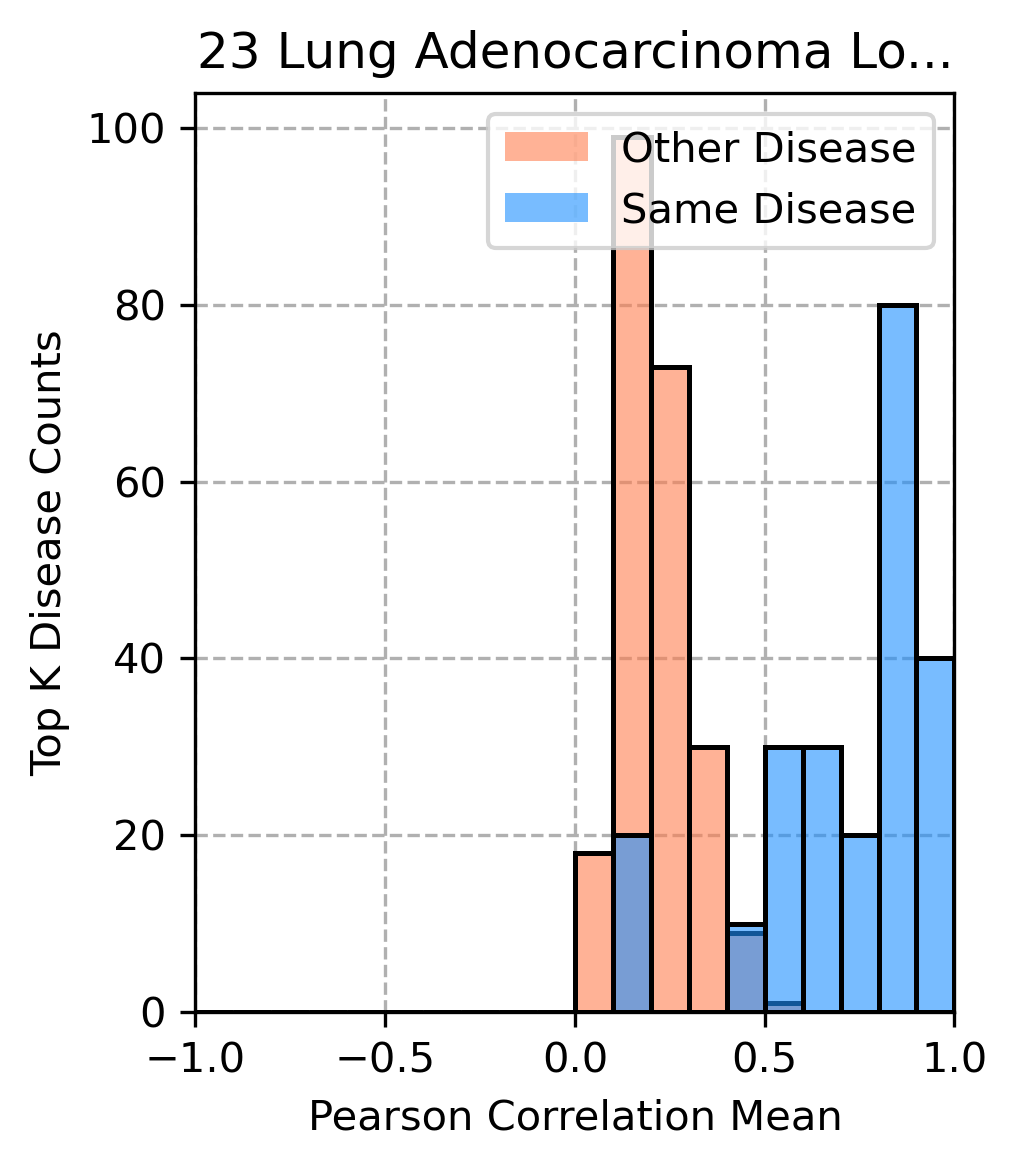 23 Lung Adenocarcinoma Lo...
Other Disease
Same Disease
Top K Disease Counts
100
80
60
40
20
0
−1.0
−0.5
0.0
0.5
1.0
Pearson Correlation Mean